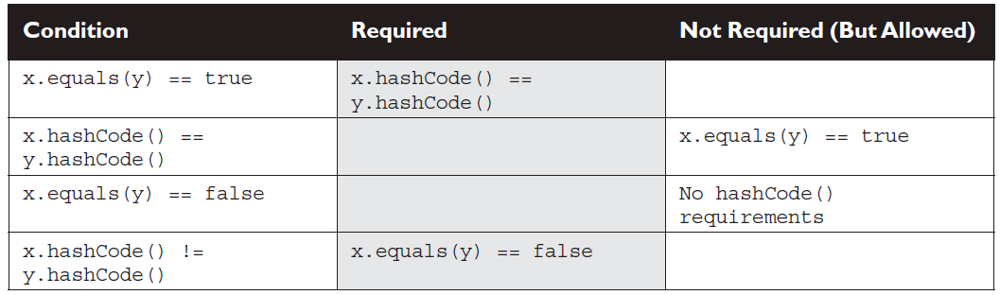 Condition Required Not Required (But Allowed)
x.equals(y) == true x.hashCode() ==
y.hashCode()
x.hashCode() == x.equals(y) == true
y.hashCode()
x.equals(y) == false No hashCode()
requirements
x.hashCode() != x.equals(y) == false
y.hashCode()